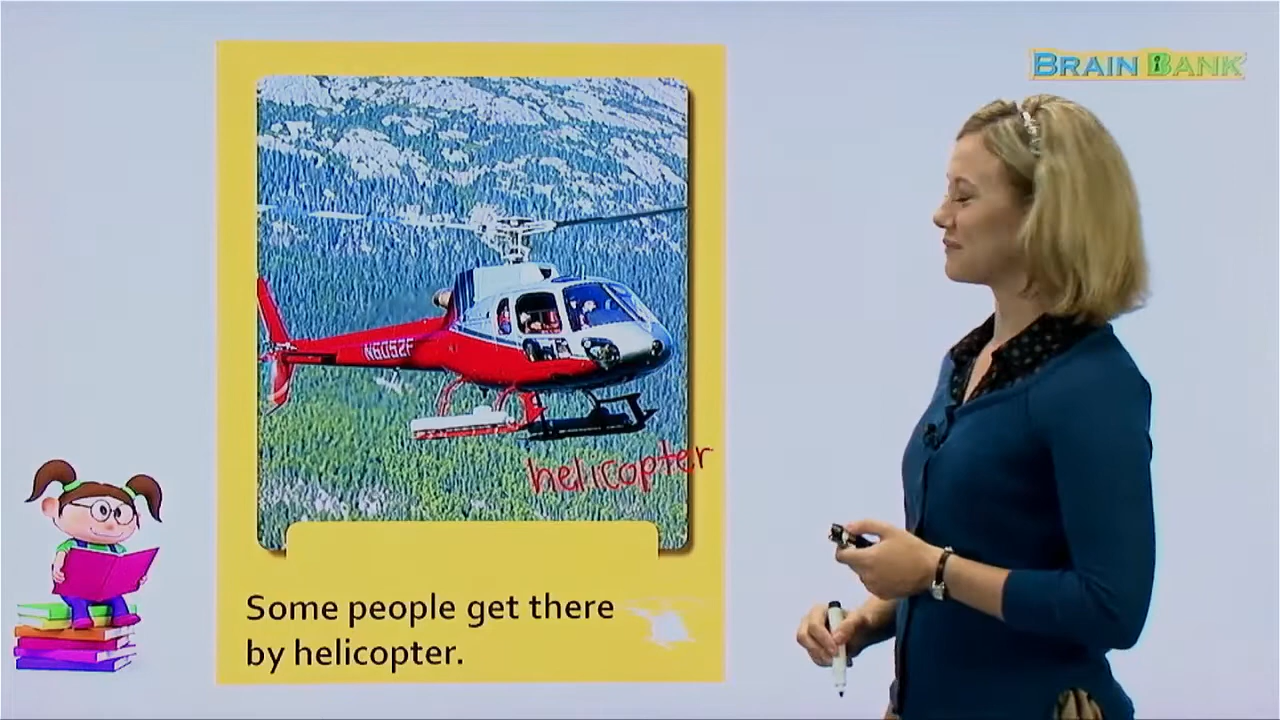 BRAIN BANK
N6052F
helicopter
Some people get there
by helicopter.